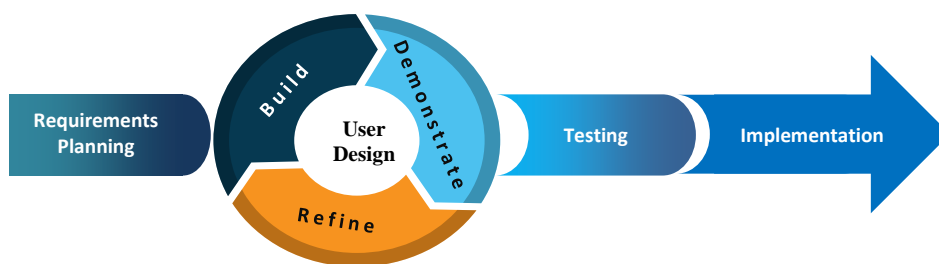 Requirements
Planning
Build
Demonstrate
Refine
User
Design
Testing
Implementation